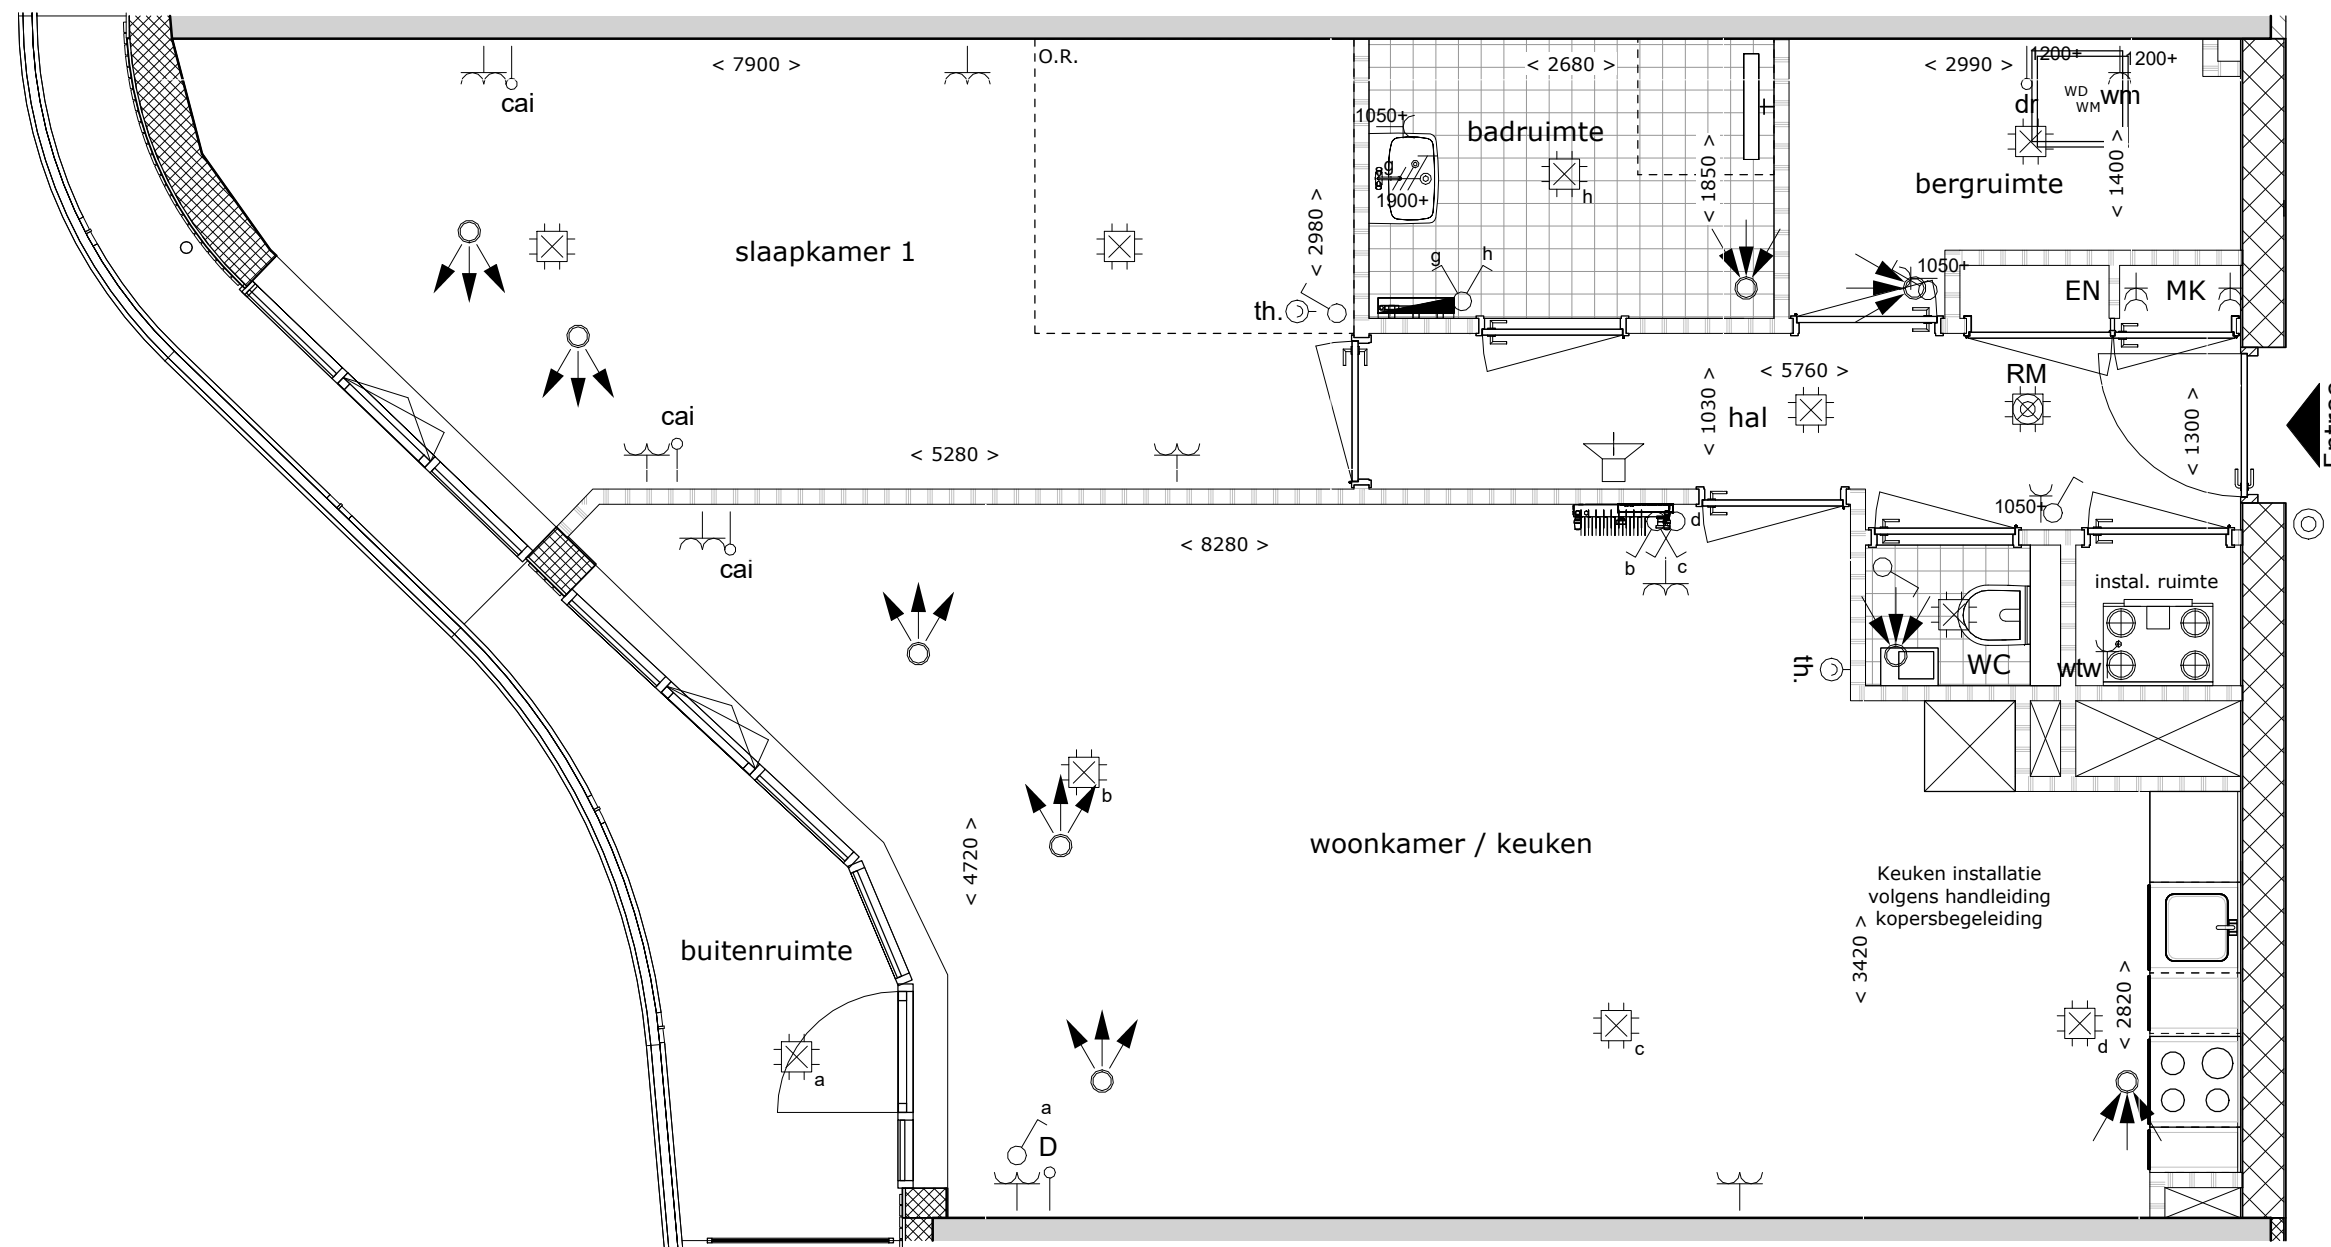 < 7900 >
O.R.
< 2680 >
< 2990 >
1200+
1200+
cai
dr
WD
WM
wm
1050+
badruimte
g
1900+
h
< 1850 >
< 1400 >
bergruimte
slaapkamer 1
< 2980 >
th.
g
h
1050+
EN
MK
cai
< 5280 >
< 5760 >
RM
< 1030 >
hal
< 1300 >
Entree
1050+
cai
< 8280 >
d
b
c
instal. ruimte
th.
WC
wtw
b
woonkamer / keuken
< 4720 >
Keuken installatie
volgens handleiding
kopersbegeleiding
buitenruimte
< 3420 >
< 2820 >
a
c
d
a
D